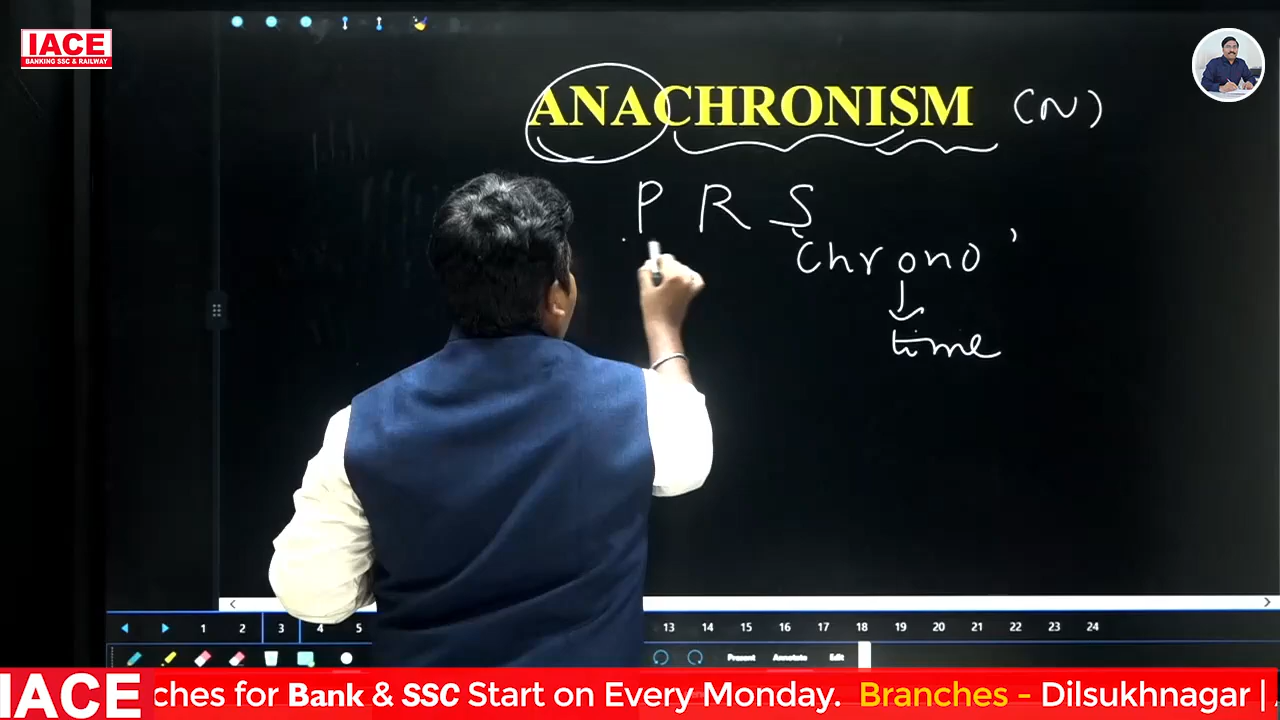 IACE
BANKING SSC & RAILWAY
ANACHRONISM (N)
P R S
Chrono
time
1 2 3 4 5 13 14 15 16 17 18 19 20 21 22 23 24
Present Annotate Edit
IACE ches for Bank & SSC Start on Every Monday. Branches - Dilsukhnagar |